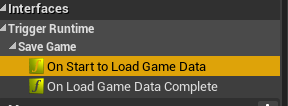 Interfaces
Trigger Runtime
Save Game
On Start to Load Game Data
On Load Game Data Complete